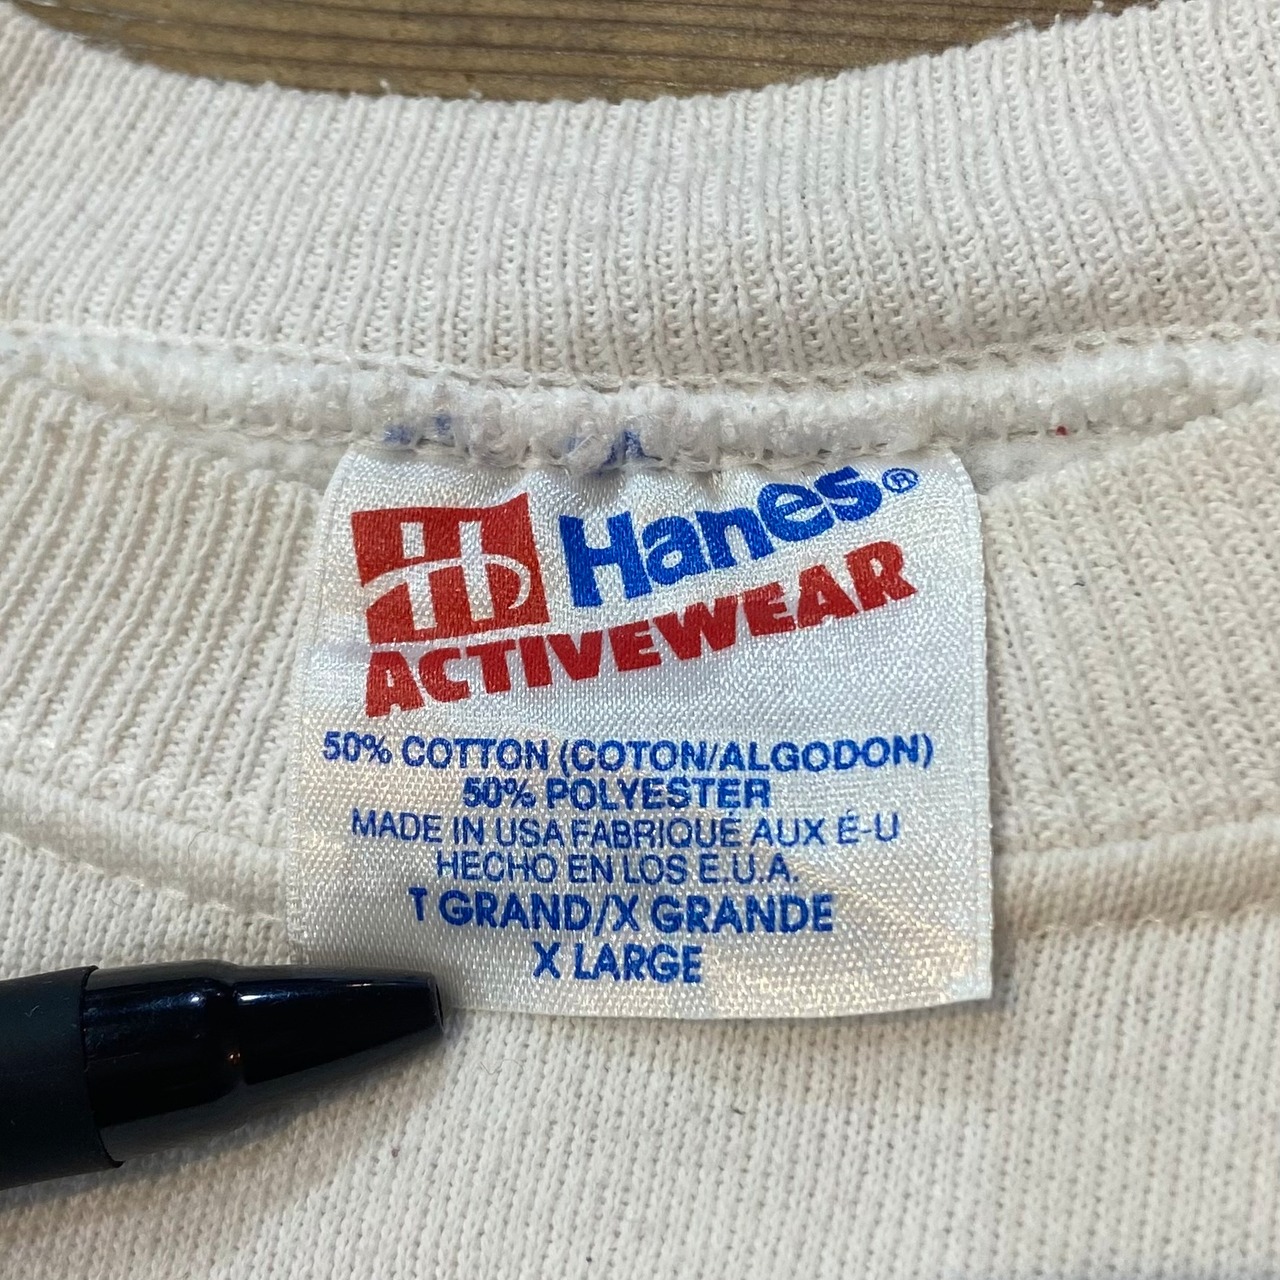 Hanes®
ACTIVEWEAR
50% COTTON (COTON/ALGODON)
50% POLYESTER
MADE IN USA FABRIQUÉ AUX É-U
HECHO EN LOS E.U.A.
T GRAND/X GRANDE
X LARGE